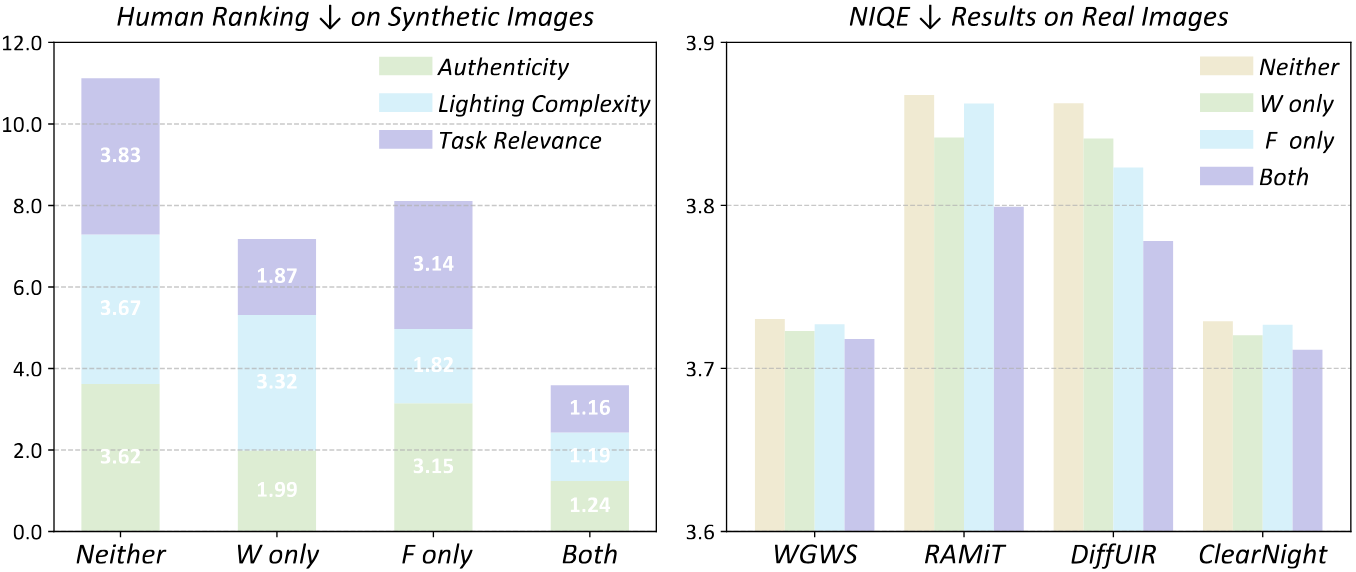 Human Ranking ↓ on Synthetic Images
12.0
10.0
8.0
6.0
4.0
2.0
0.0
Authenticity
Lighting Complexity
Task Relevance
3.83
3.67
3.62
1.87
3.32
1.99
3.14
1.82
3.15
1.16
1.19
1.24
Neither
W only
F only
Both
NIQE ↓ Results on Real Images
3.9
3.8
3.7
3.6
Neither
W only
F only
Both
WGWS
RAMiT
DiffUIR
ClearNight